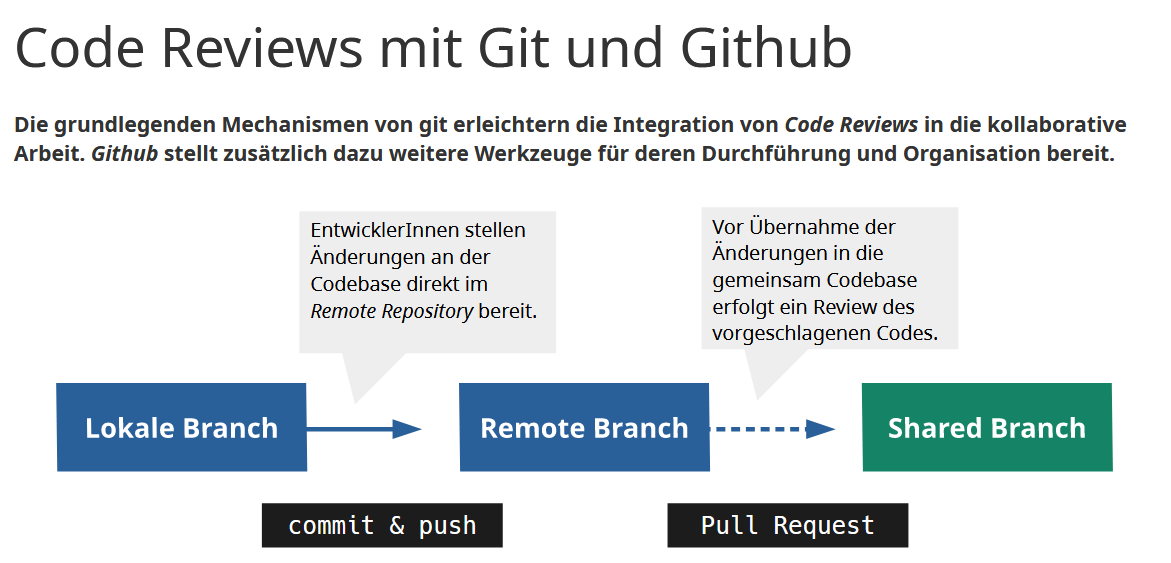 Code Reviews mit Git und Github
Die grundlegenden Mechanismen von git erleichtern die Integration von Code Reviews in die kollaborative
Arbeit. Github stellt zusätzlich dazu weitere Werkzeuge für deren Durchführung und Organisation bereit.
EntwicklerInnen stellen
Änderungen an der
Codebase direkt im
Remote Repository bereit.
Vor Übernahme der
Änderungen in die
gemeinsam Codebase
erfolgt ein Review des
vorgeschlagenen Codes.
Lokale Branch
Remote Branch
Shared Branch
commit & push
Pull Request